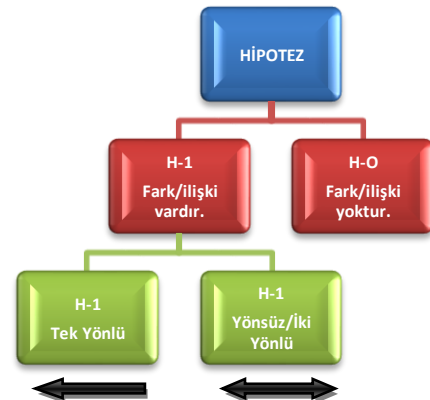 HİPOTEZ
H-1
Fark/ilişki
vardır.
H-O
Fark/ilişki
yoktur.
H-1
Tek Yönlü
H-1
Yönsüz/İki
Yönlü